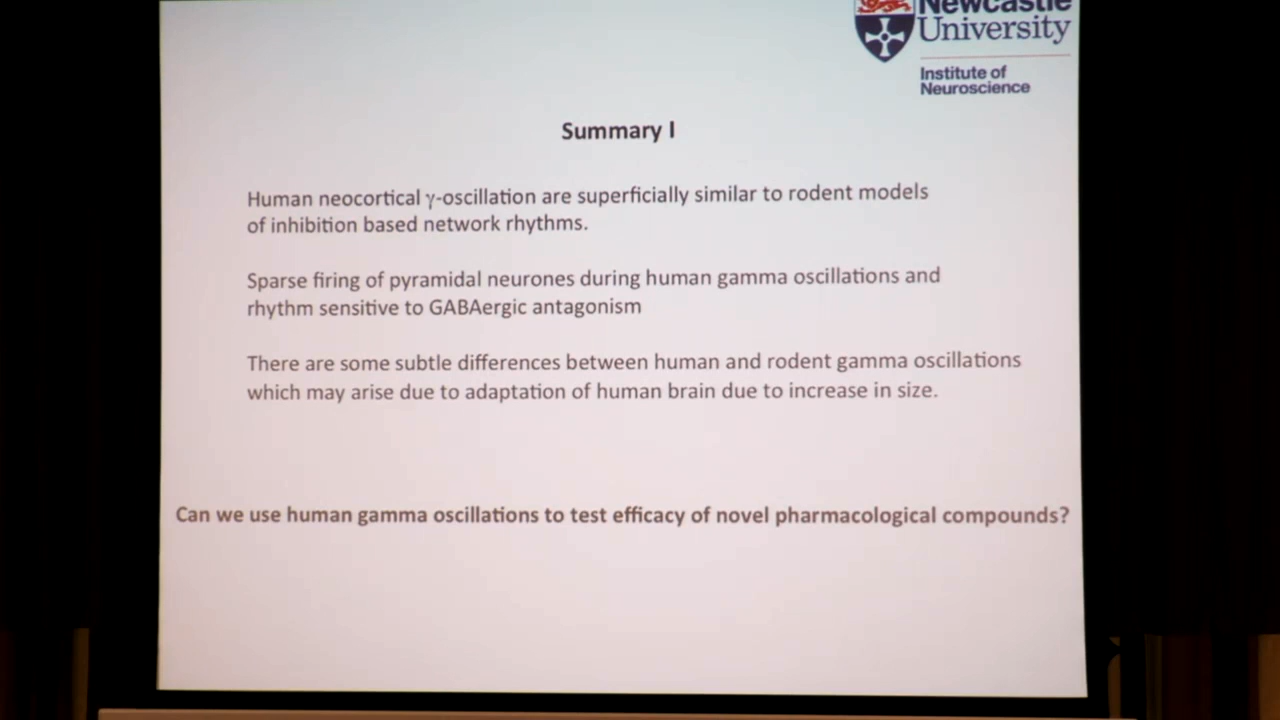 Newcastle
University
Institute of
Neuroscience
Summary I
Human neocortical γ-oscillation are superficially similar to rodent models
of inhibition based network rhythms.
Sparse firing of pyramidal neurones during human gamma oscillations and
rhythm sensitive to GABAergic antagonism
There are some subtle differences between human and rodent gamma oscillations
which may arise due to adaptation of human brain due to increase in size.
Can we use human gamma oscillations to test efficacy of novel pharmacological compounds?